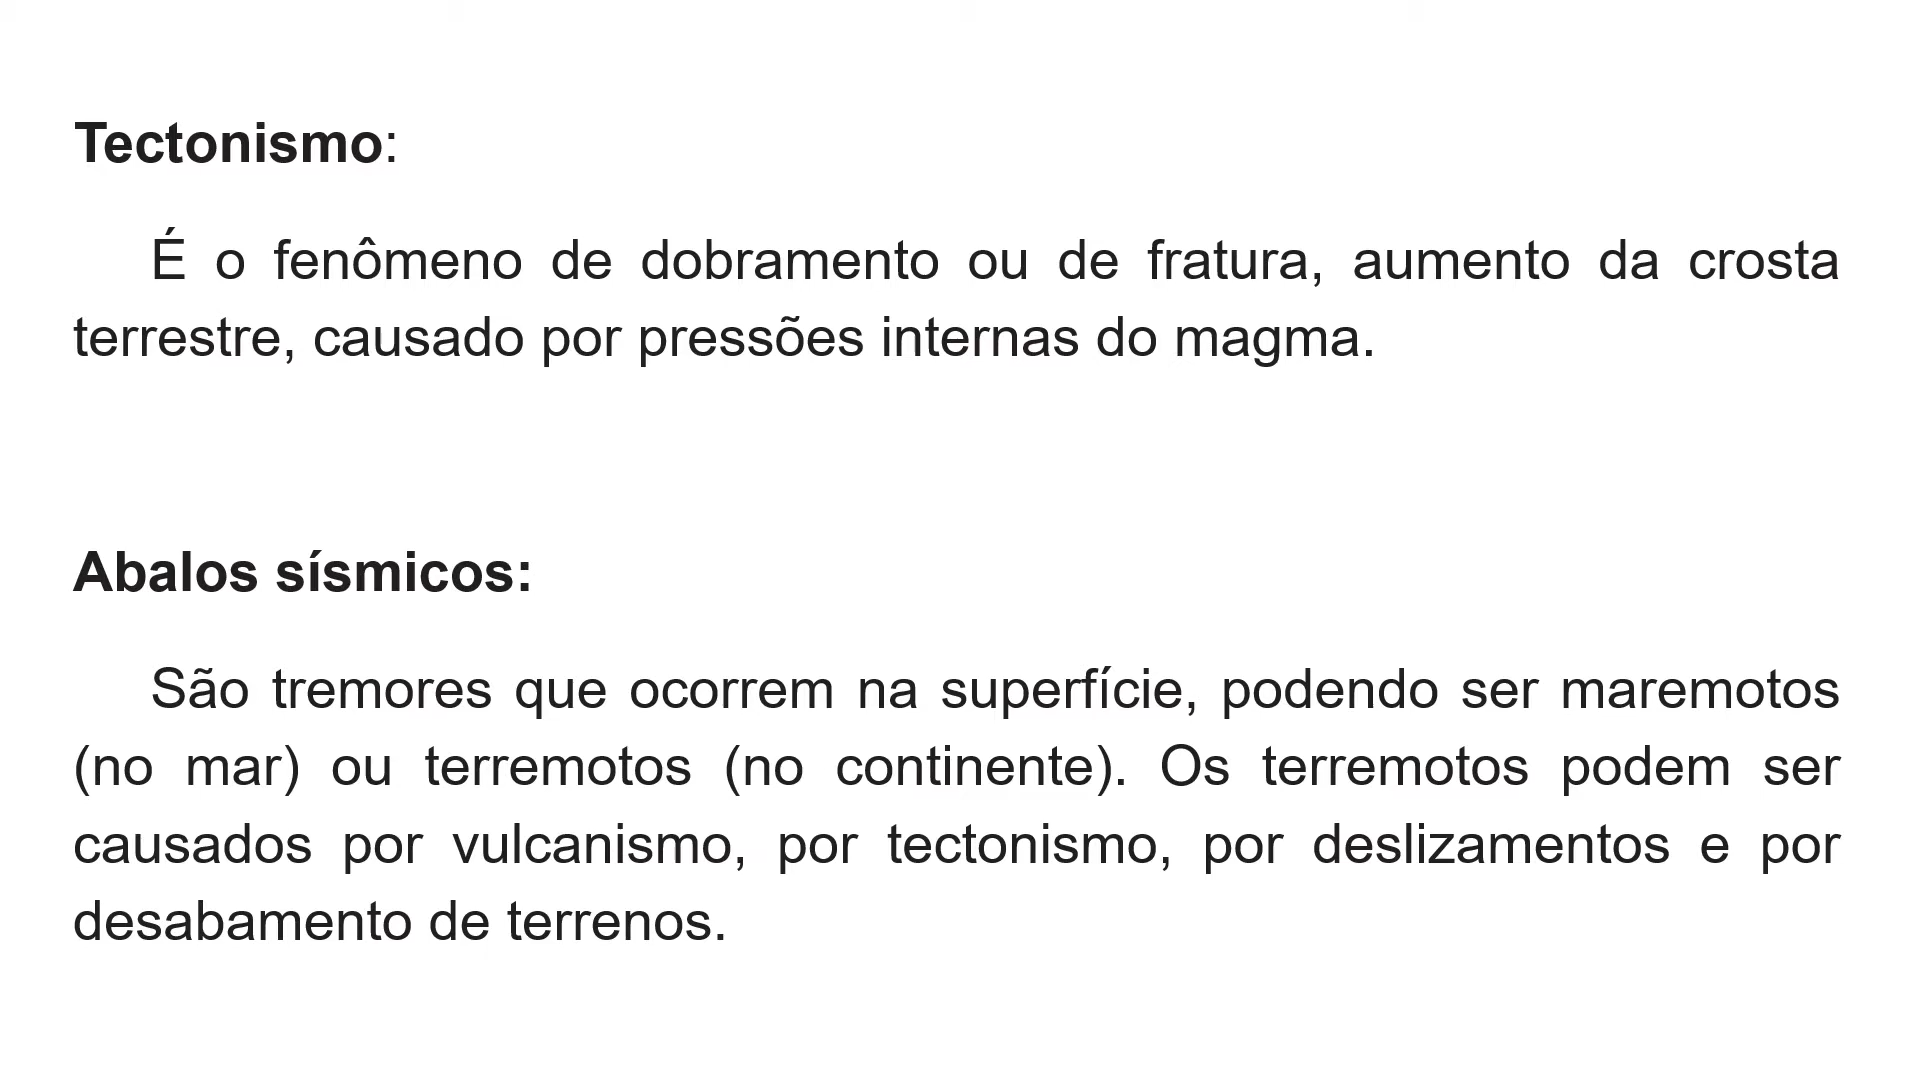 Tectonismo:
É o fenômeno de dobramento ou de fratura, aumento da crosta
terrestre, causado por pressões internas do magma.
Abalos sísmicos:
São tremores que ocorrem na superfície, podendo ser maremotos
(no mar) ou terremotos (no continente). Os terremotos podem ser
causados por vulcanismo, por tectonismo, por deslizamentos e por
desabamento de terrenos.